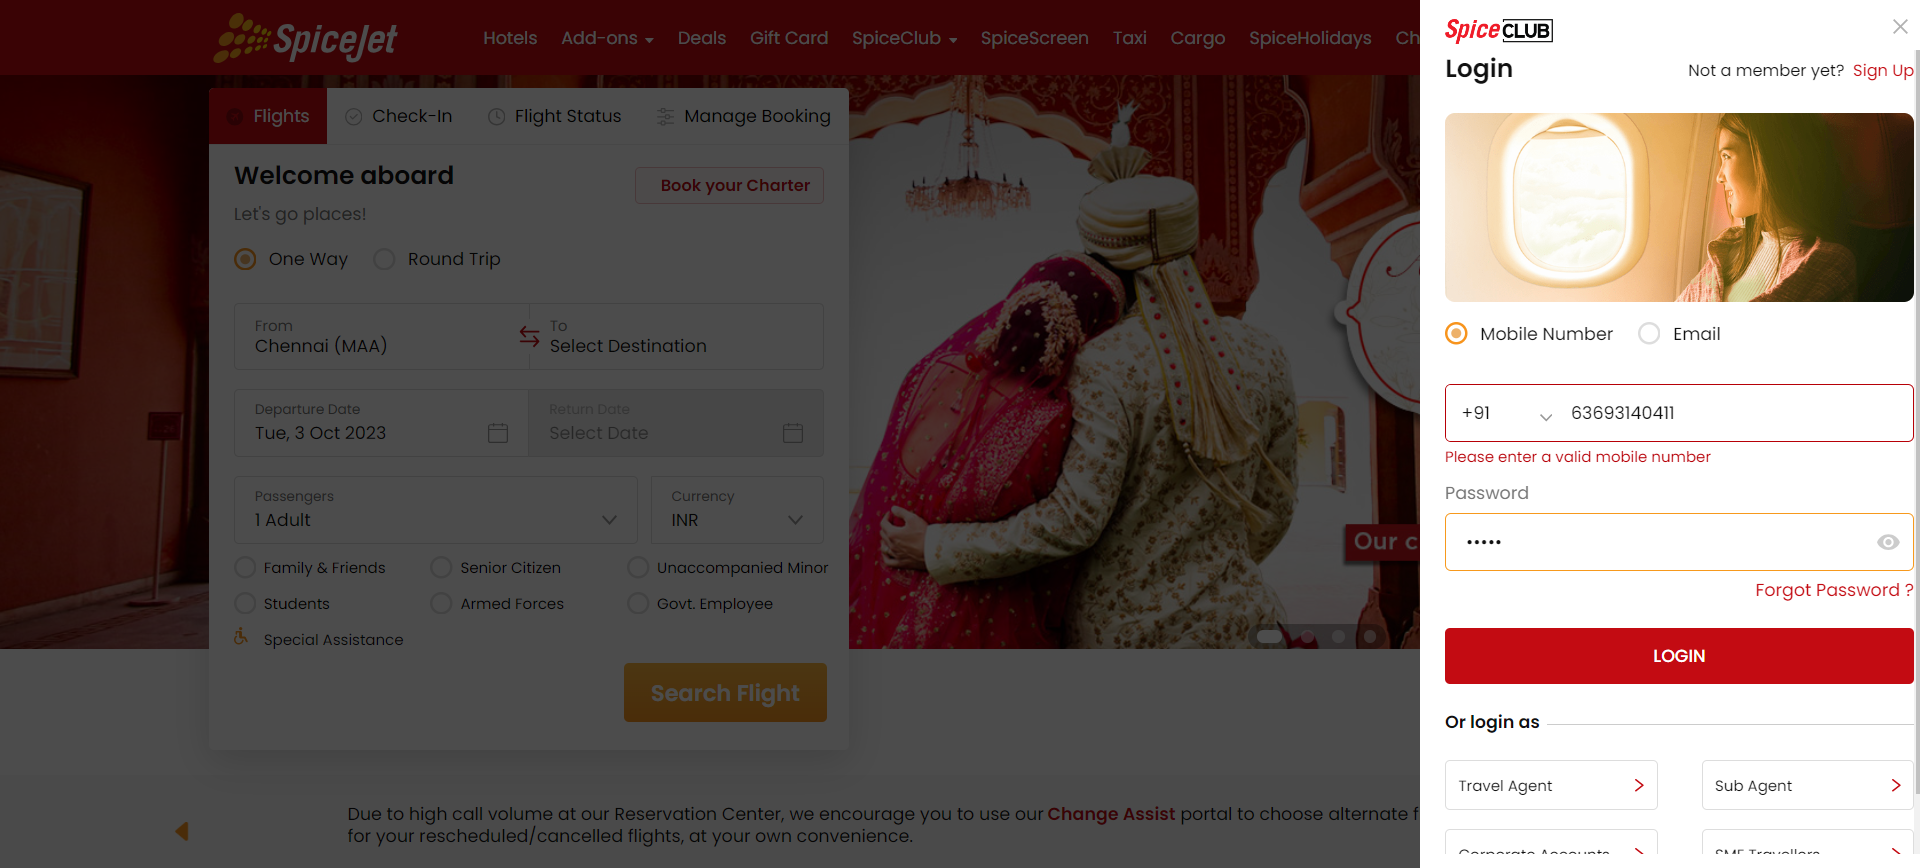 SpiceJet
Hotels Add-ons Deals Gift Card SpiceClub SpiceScreen Taxi Cargo SpiceHolidays Ch
Flights Check-In Flight Status Manage Booking
Welcome aboard
Book your Charter
Let's go places!
One Way Round Trip
From
Chennai (MAA)
To
Select Destination
Departure Date
Tue, 3 Oct 2023
Return Date
Select Date
Passengers
1 Adult
Currency
INR
Family & Friends Senior Citizen Unaccompanied Minor
Students Armed Forces Govt. Employee
Special Assistance
Search Flight
Our c
Due to high call volume at our Reservation Center, we encourage you to use our Change Assist portal to choose alternate f
for your rescheduled/cancelled flights, at your own convenience.
SpiceCLUB
Login
Not a member yet? Sign Up
Mobile Number Email
+91 63693140411
Please enter a valid mobile number
Password
•••••
Forgot Password ?
LOGIN
Or login as
Travel Agent Sub Agent
Corporate Accounts SME Travellers